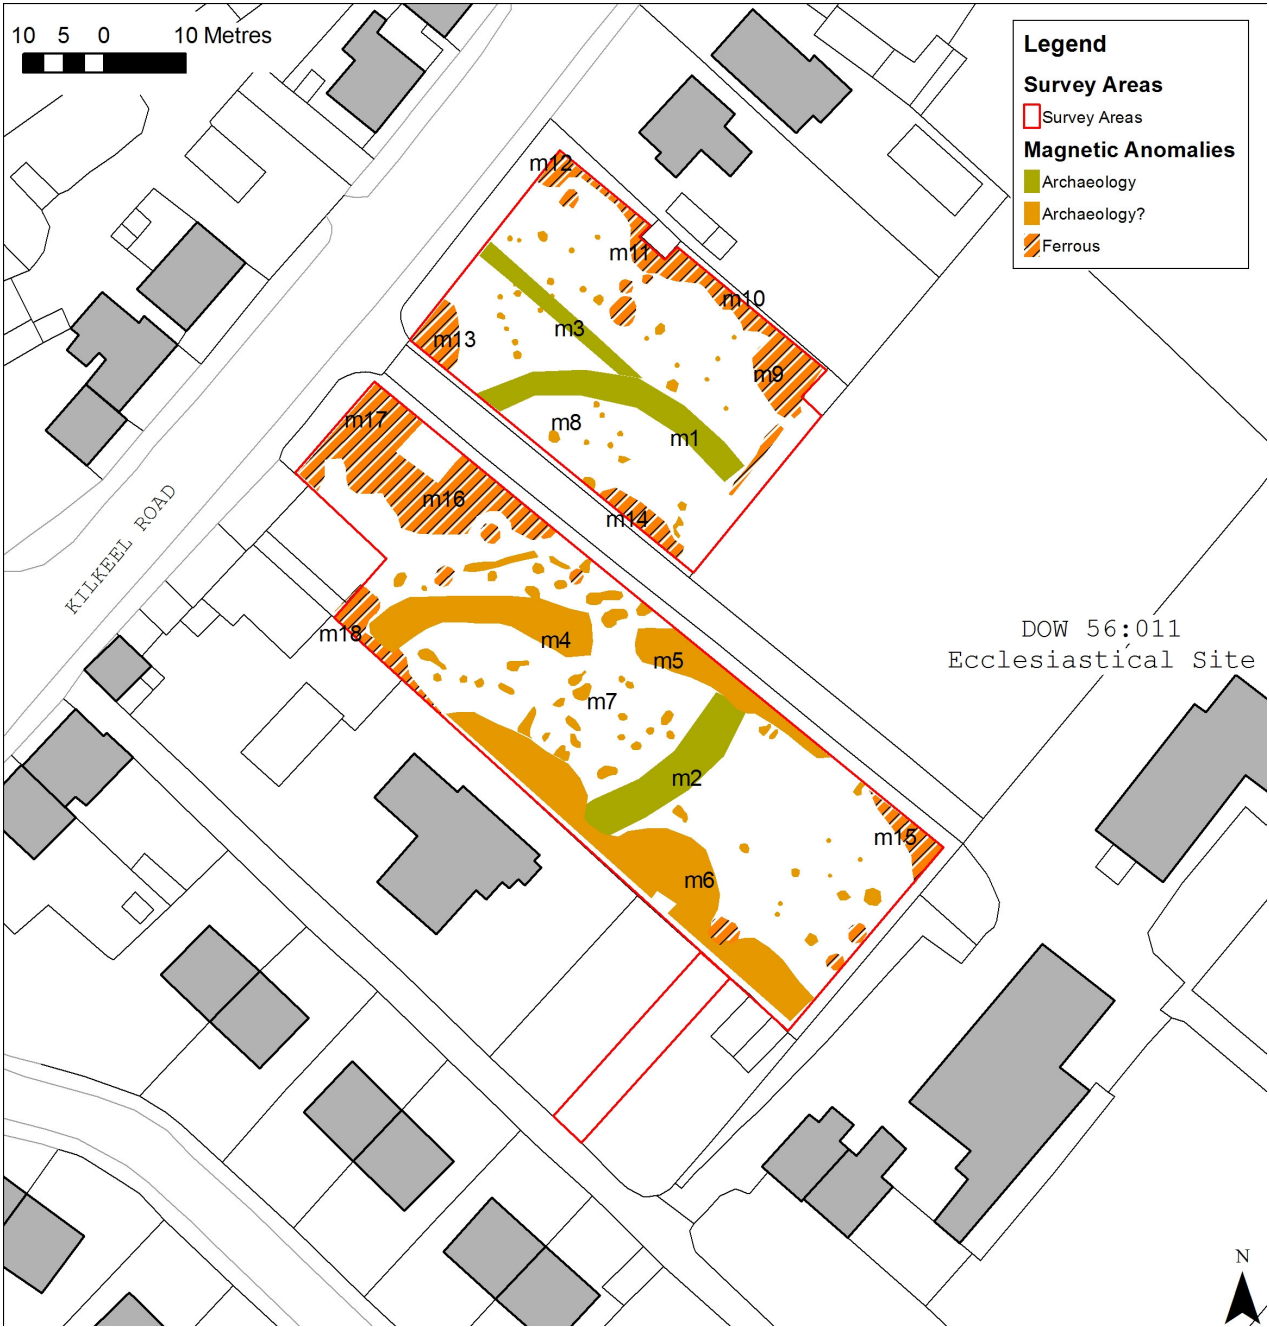 10 5 0 10 Metres
Legend
Survey Areas
Survey Areas
Magnetic Anomalies
Archaeology
Archaeology?
Ferrous
m12
m11
m10
m3
m13
m9
m8
m1
m17
m16
m14
KILKEEL ROAD
m18
m4
m5
m7
m2
m15
m6
DOW 56:011
Ecclesiastical Site
N